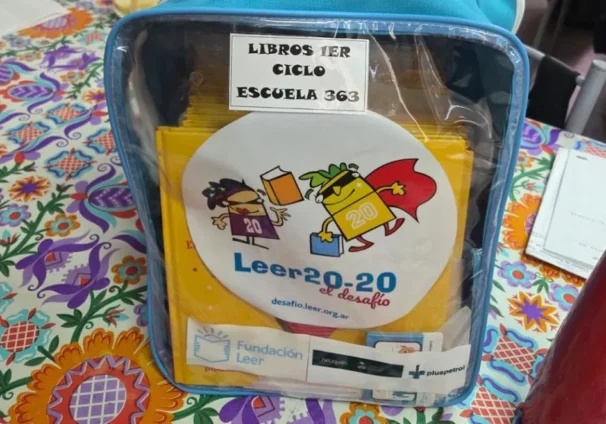 LIBROS 1ER
CICLO
ESCUELA 363
20
20
Leer20-20
el desafío
desafio.leer.org.ar
Fundación
Leer
pluspetrol